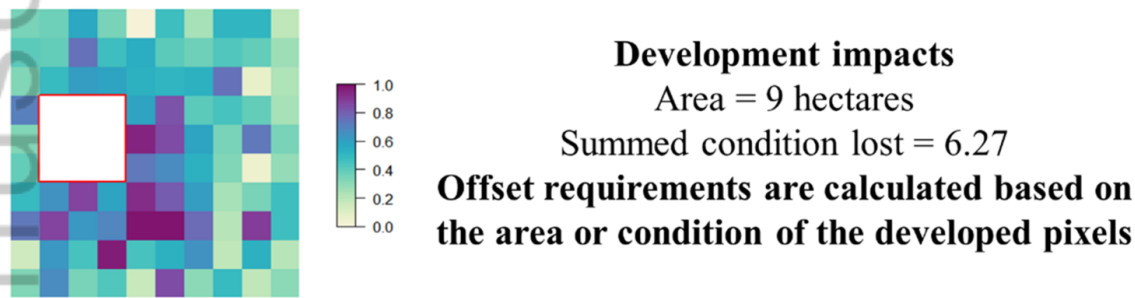 1.0
0.8
0.6
0.4
0.2
0.0
Development impacts
Area = 9 hectares
Summed condition lost = 6.27
Offset requirements are calculated based on
the area or condition of the developed pixels